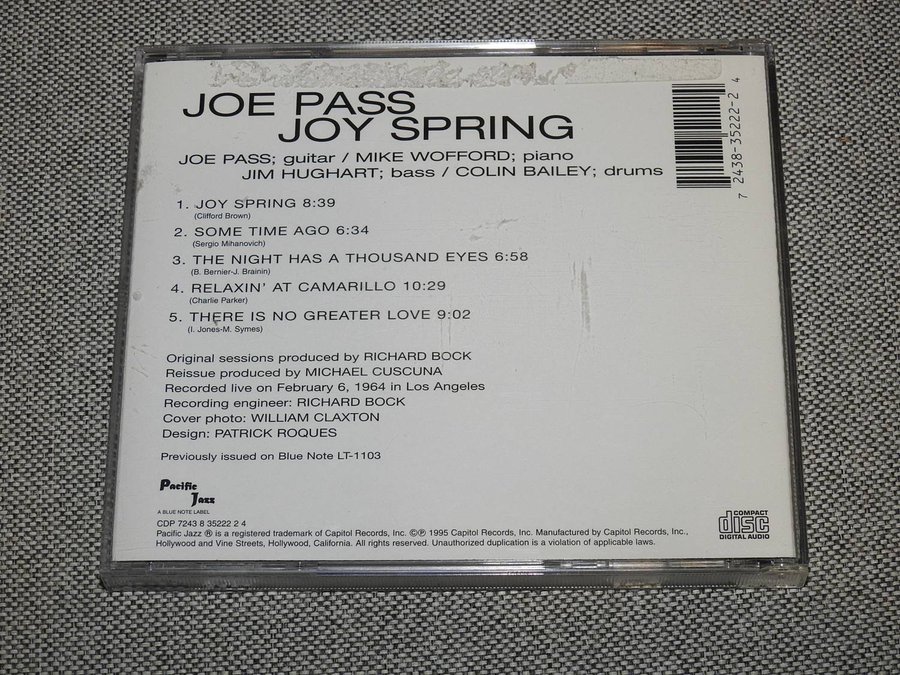 JOE PASS
JOY SPRING
JOE PASS; guitar / MIKE WOFFORD; piano
JIM HUGHART; bass / COLIN BAILEY; drums
7 2438-35222-2 4
1. JOY SPRING 8:39
(Clifford Brown)
2. SOME TIME AGO 6:34
(Sergio Mihanovich)
3. THE NIGHT HAS A THOUSAND EYES 6:58
(B. Bernier-J. Brainin)
4. RELAXIN' AT CAMARILLO 10:29
(Charlie Parker)
5. THERE IS NO GREATER LOVE 9:02
(I. Jones-M. Symes)
Original sessions produced by RICHARD BOCK
Reissue produced by MICHAEL CUSCUNA
Recorded live on February 6, 1964 in Los Angeles
Recording engineer: RICHARD BOCK
Cover photo: WILLIAM CLAXTON
Design: PATRICK ROQUES
Previously issued on Blue Note LT-1103
Pacific
Jazz
A BLUE NOTE LABEL
CDP 7243 8 35222 2 4
Pacific Jazz ® is a registered trademark of Capitol Records, Inc. ©℗ 1995 Capitol Records, Inc. Manufactured by Capitol Records, Inc.,
Hollywood and Vine Streets, Hollywood, California. All rights reserved. Unauthorized duplication is a violation of applicable laws.
COMPACT
disc
DIGITAL AUDIO